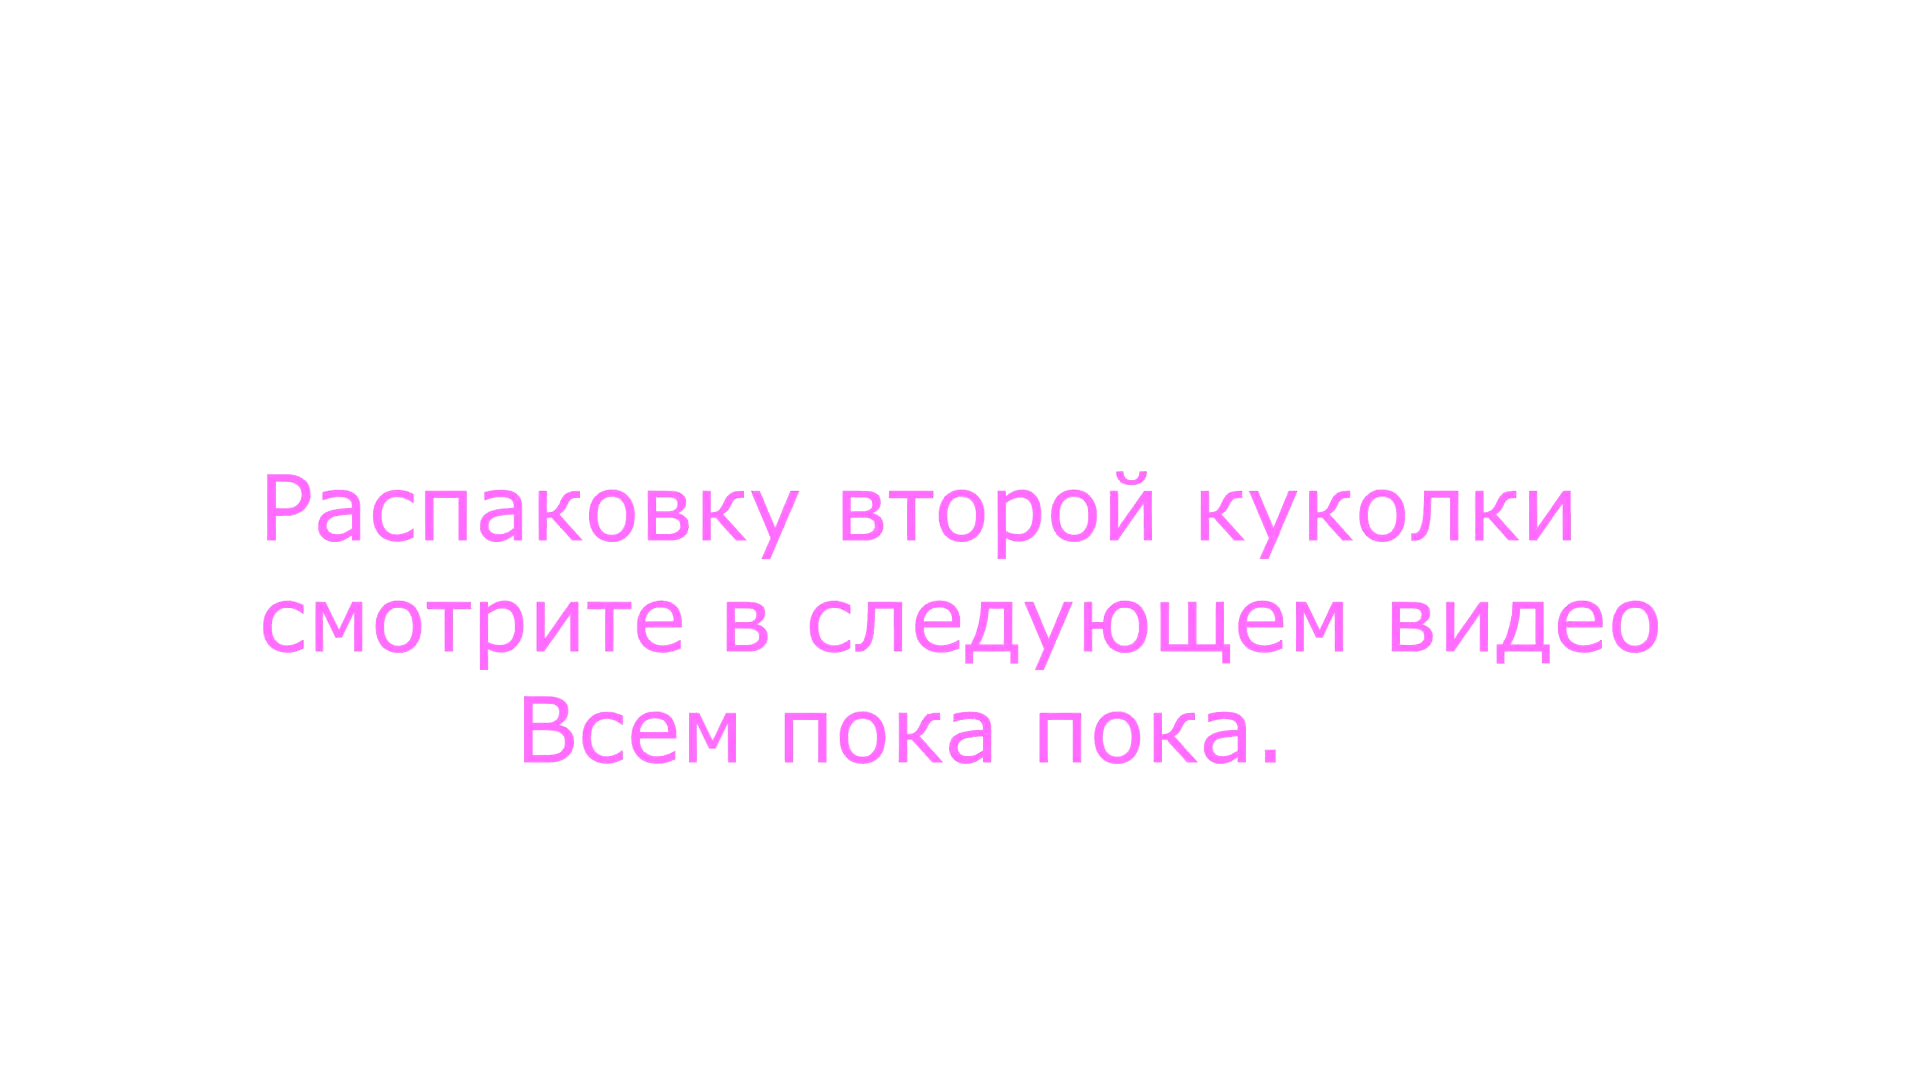 Распаковку второй куколки
смотрите в следующем видео
Всем пока пока.